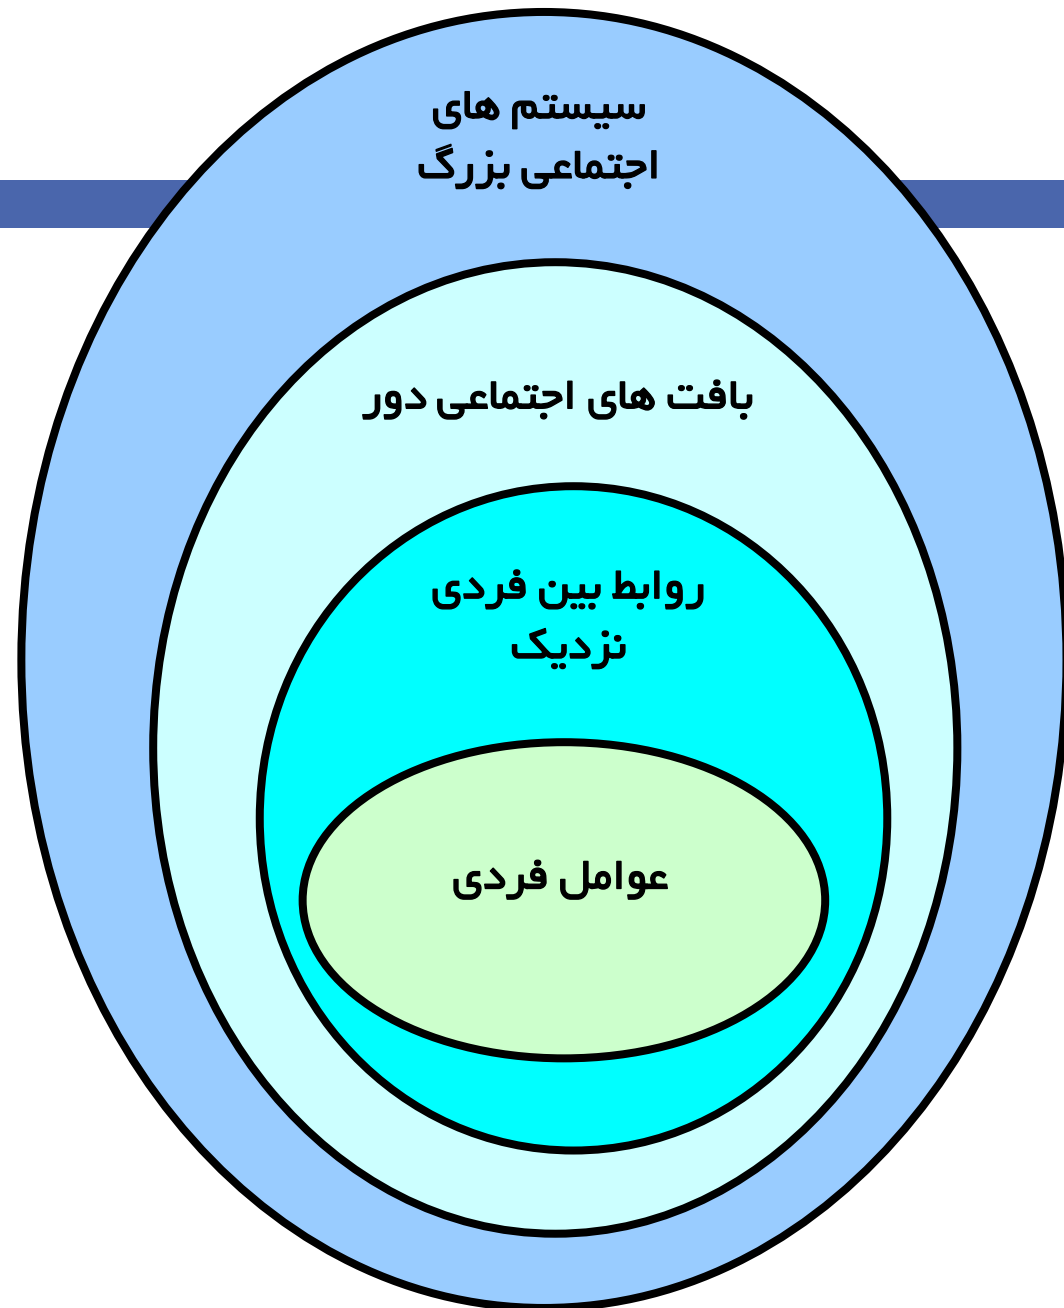 سیستم های
اجتماعی بزرگ
بافت های اجتماعی دور
روابط بین فردی
نزدیک
عوامل فردی